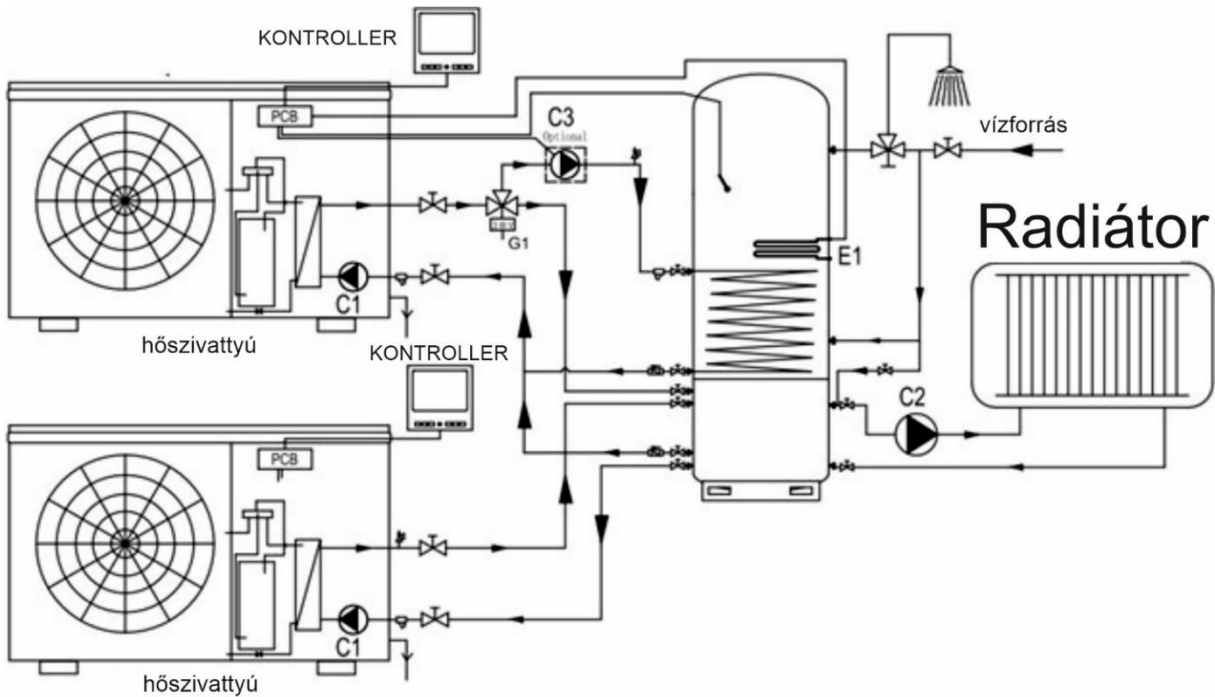 KONTROLLER
PCB
C3
Optional
vízforrás
G1
Radiátor
E1
C1
hőszivattyú
KONTROLLER
C2
PCB
C1
hőszivattyú